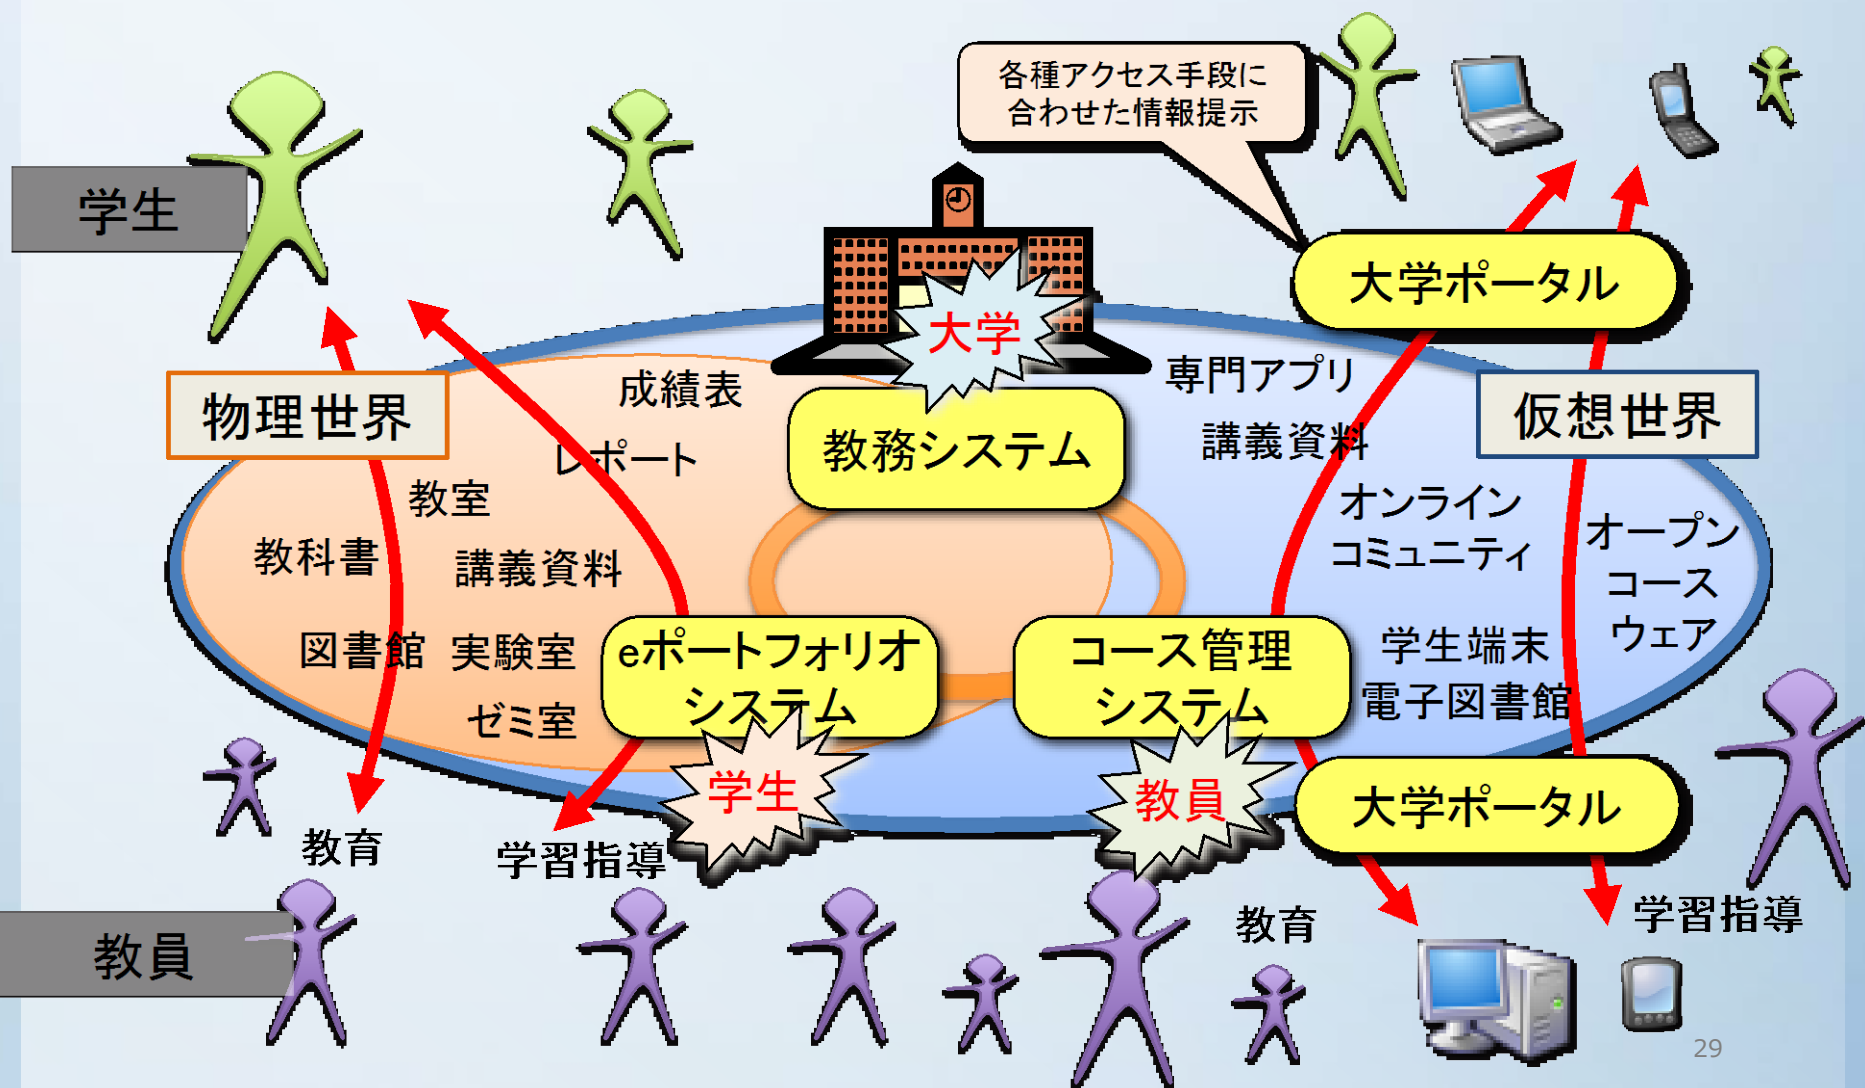 各種アクセス手段に
合わせた情報提示
学生
大学ポータル
大学
物理世界
成績表
専門アプリ
仮想世界
教務システム
講義資料
レポート
教室
オンライン
コミュニティ
オープン
コース
ウェア
教科書
講義資料
図書館
実験室
eポートフォリオ
システム
コース管理
システム
学生端末
電子図書館
ゼミ室
学生
教員
大学ポータル
教育
学習指導
教育
学習指導
教員
29